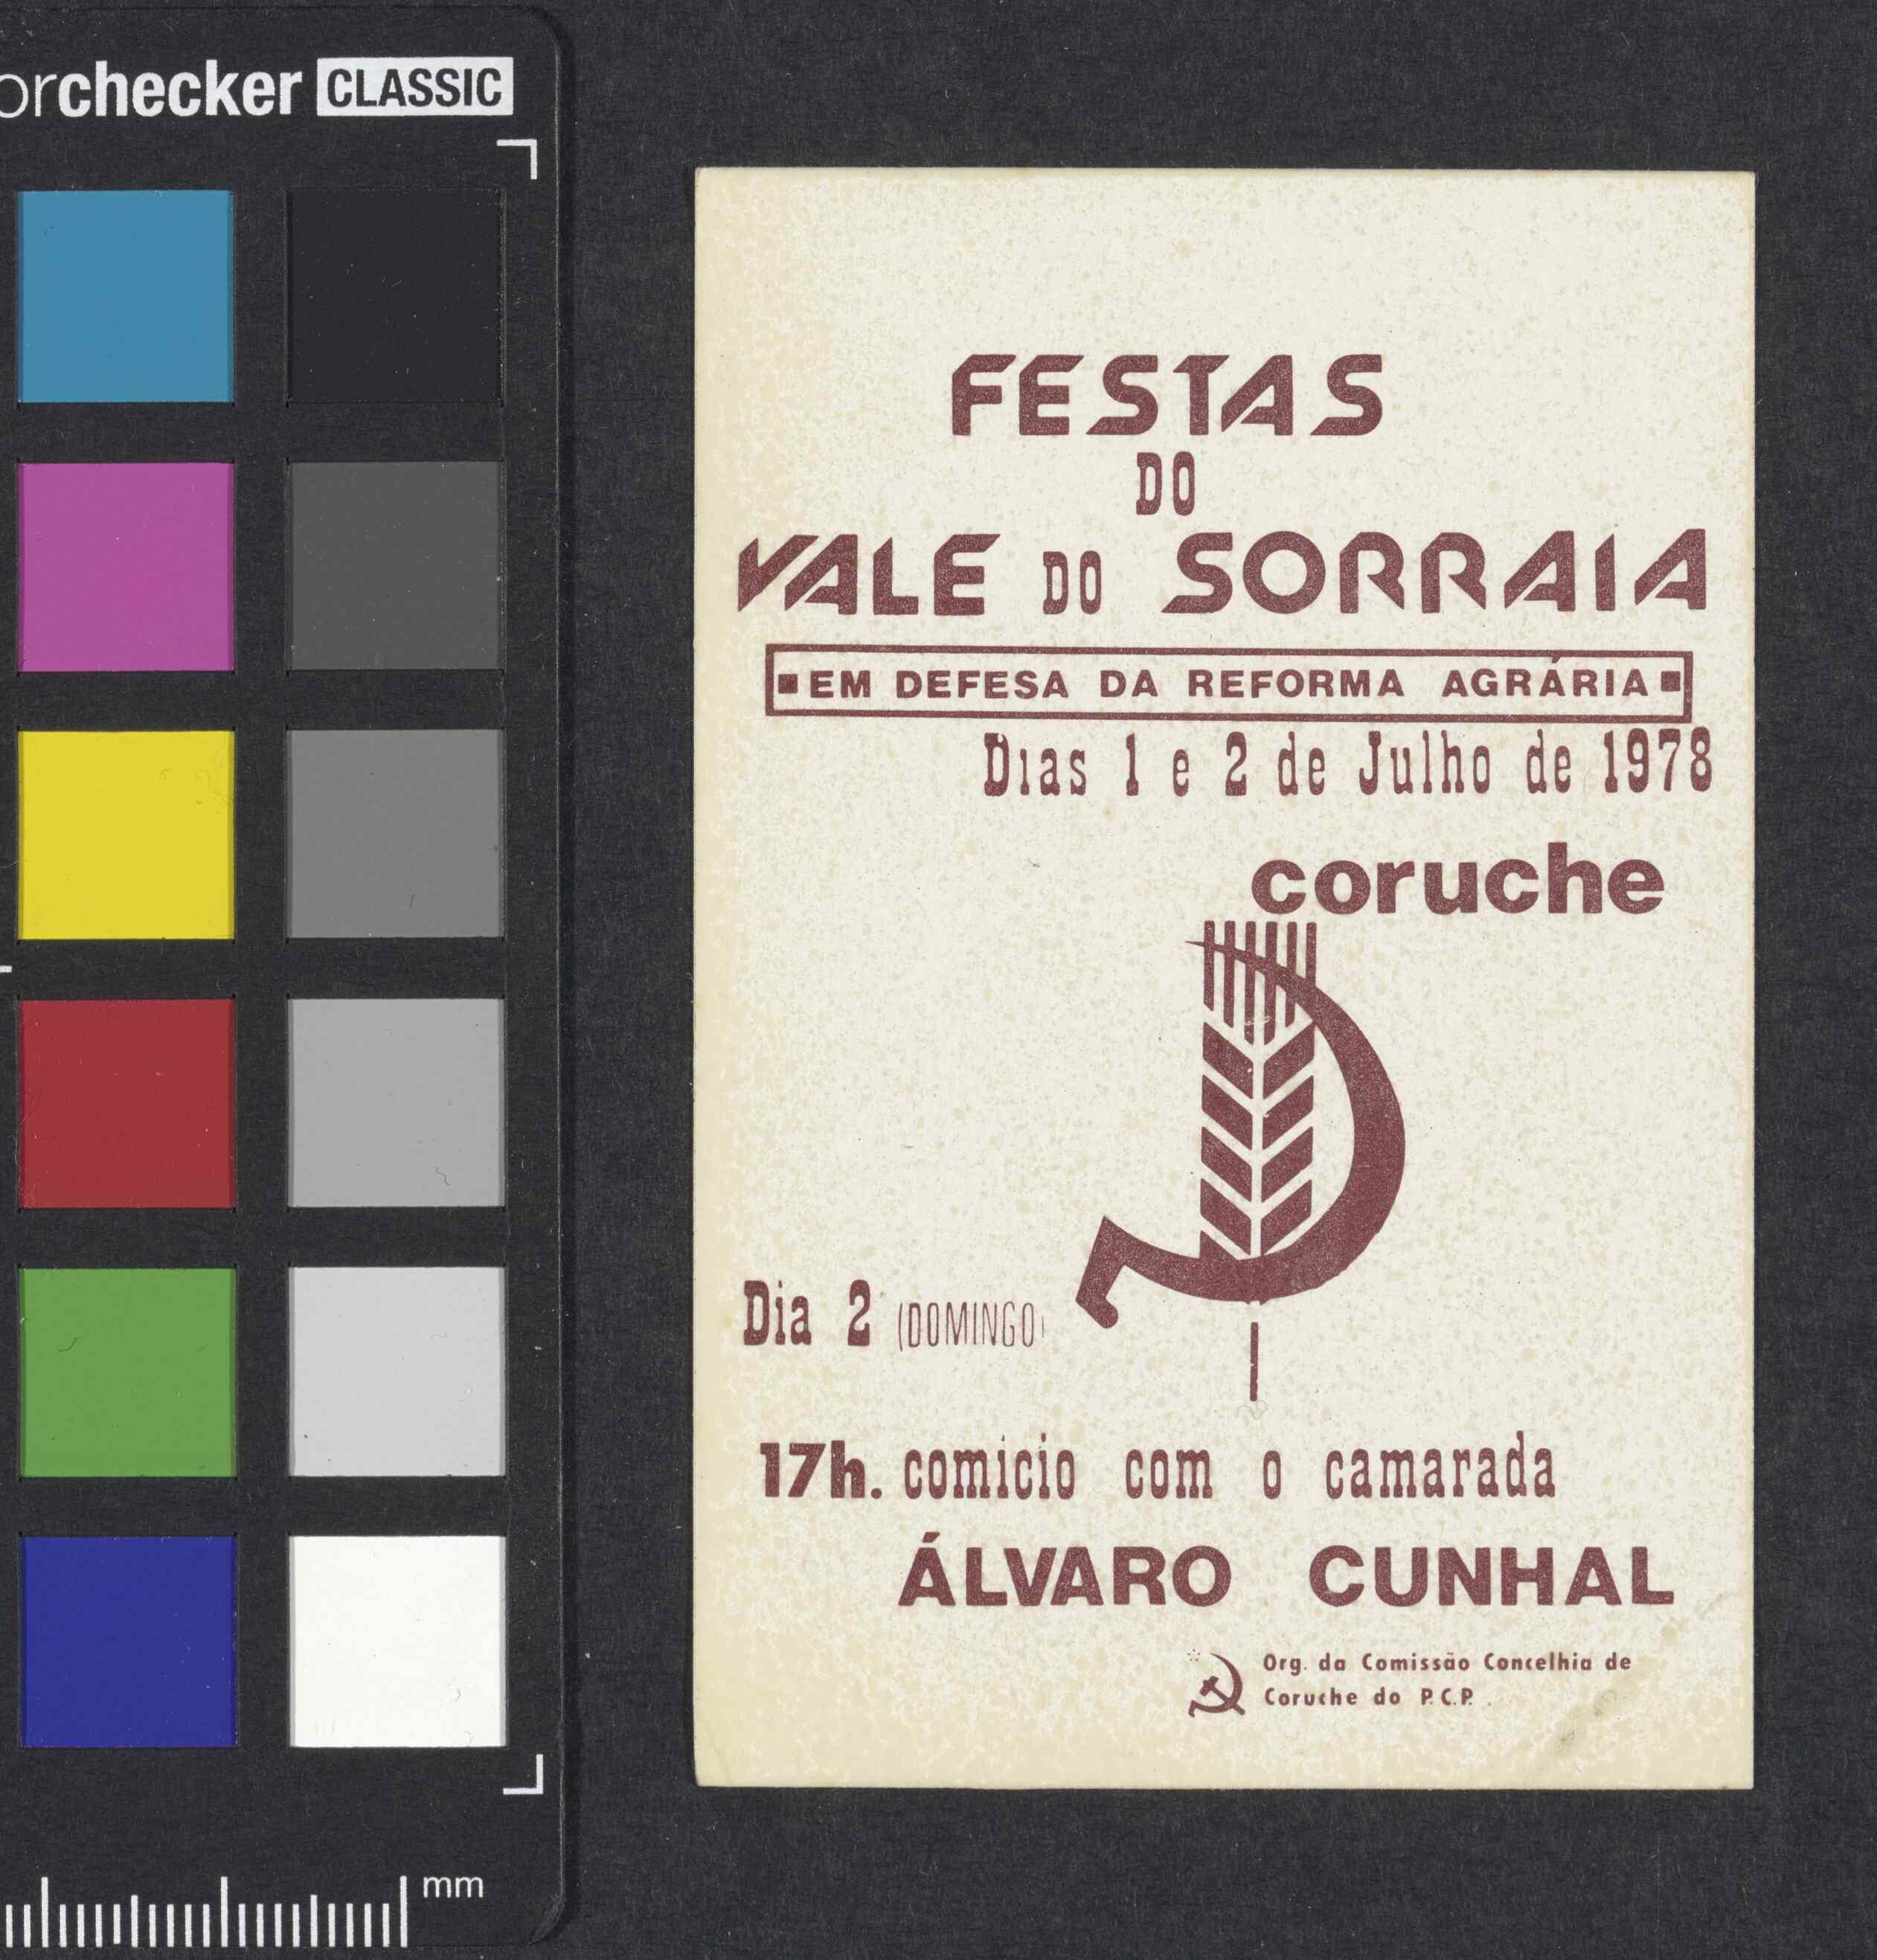 orchecker CLASSIC
FESTAS
DO
VALE DO SORRAIA
▪EM DEFESA DA REFORMA AGRÁRIA▪
Dias 1 e 2 de Julho de 1978
coruche
Dia 2 (DOMINGO)
17h. comicio com o camarada
ÁLVARO CUNHAL
Org. da Comissão Concelhia de
Coruche do P.C.P.
mm